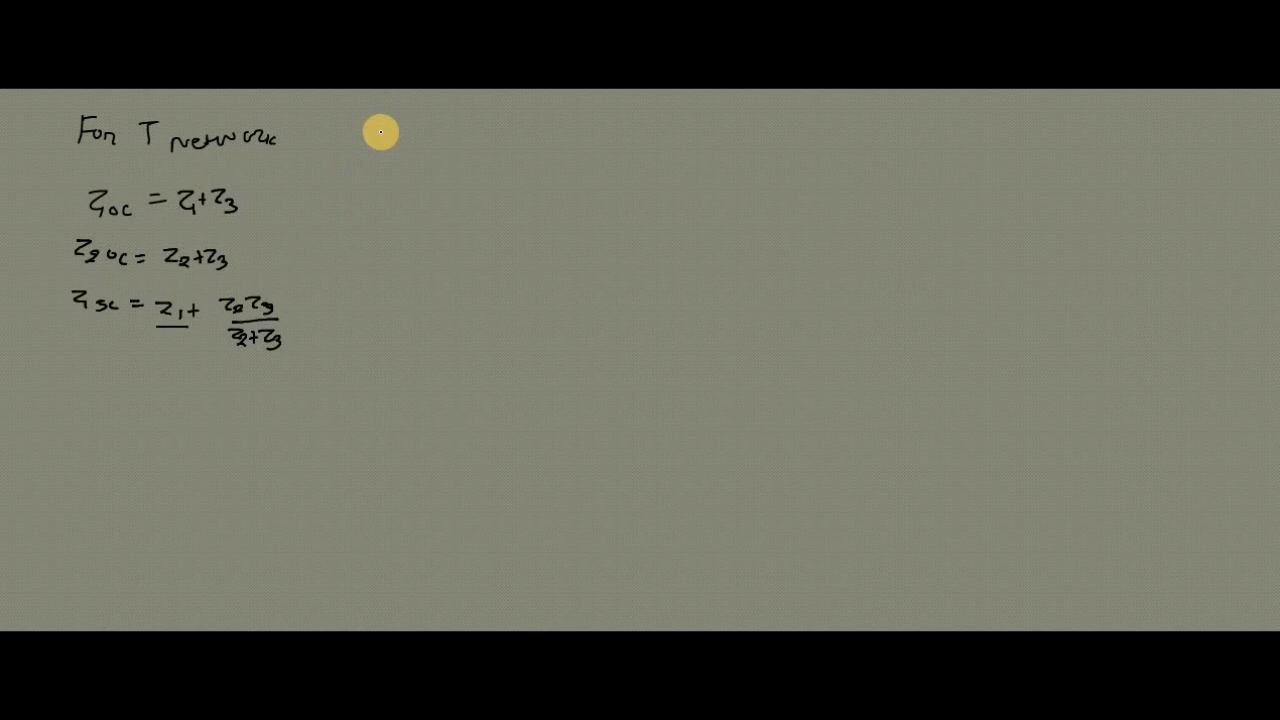 For T network
Z1oc = Z1+Z3
Z2oc = Z2+Z3
Z1sc = Z1+ Z2Z3/Z2+Z3